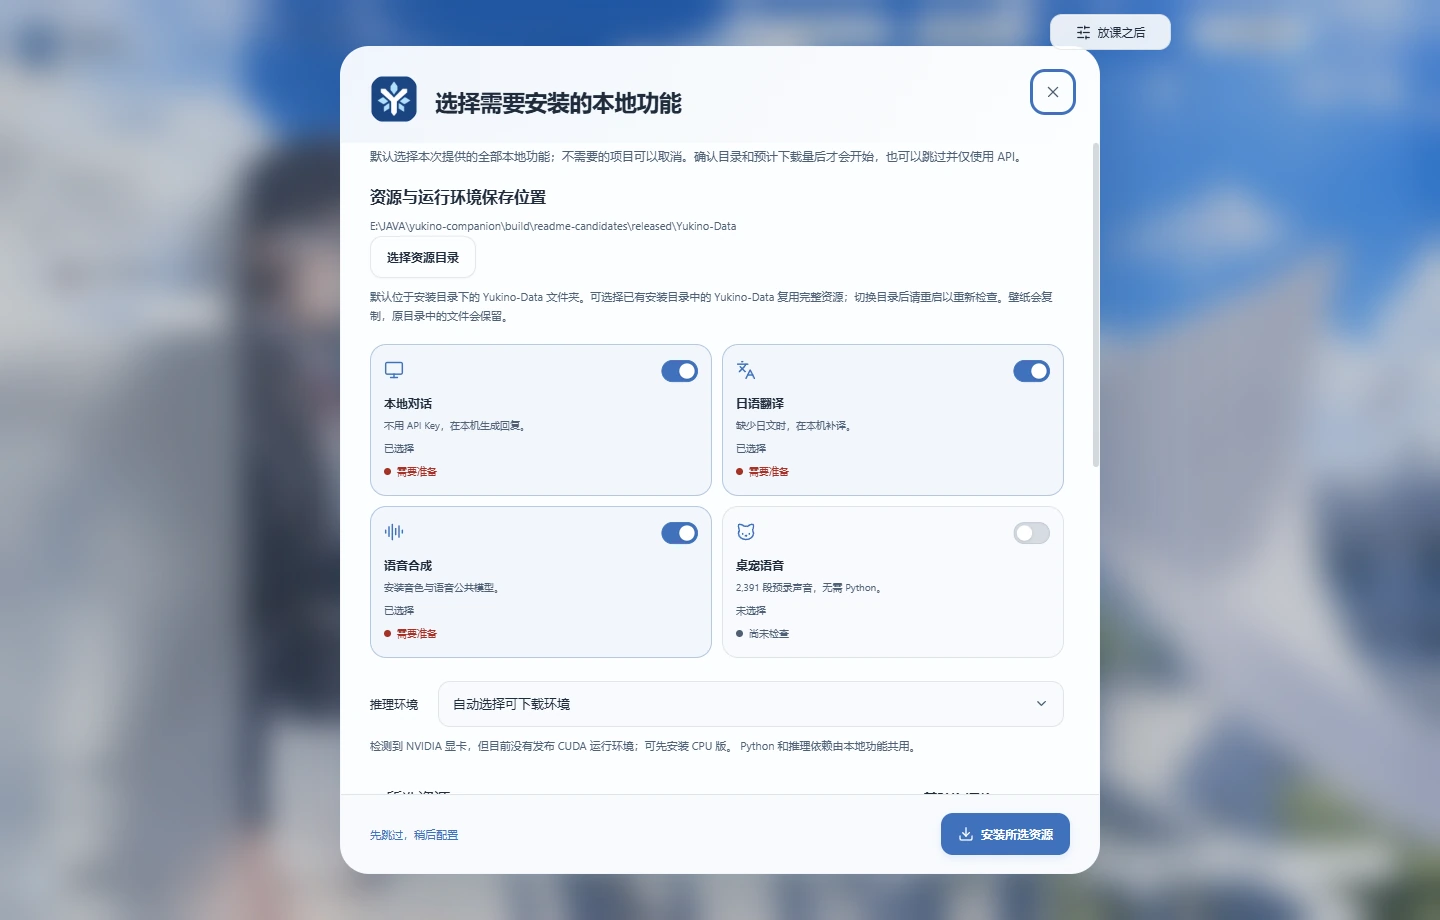 放课之后
选择需要安装的本地功能
默认选择本次提供的全部本地功能；不需要的项目可以取消。确认目录和预计下载量后才会开始，也可以跳过并仅使用 API。
资源与运行环境保存位置
E:\JAVA\yukino-companion\build\readme-candidates\released\Yukino-Data
选择资源目录
默认位于安装目录下的 Yukino-Data 文件夹。可选择已有安装目录中的 Yukino-Data 复用完整资源；切换目录后请重启以重新检查。壁纸会复
制，原目录中的文件会保留。
本地对话
不用 API Key，在本机生成回复。
已选择
需要准备
日语翻译
缺少日文时，在本机补译。
已选择
需要准备
语音合成
安装音色与语音公共模型。
已选择
需要准备
桌宠语音
2,391 段预录声音，无需 Python。
未选择
尚未检查
推理环境
自动选择可下载环境
检测到 NVIDIA 显卡，但目前没有发布 CUDA 运行环境；可先安装 CPU 版。 Python 和推理依赖由本地功能共用。
先跳过，稍后配置
安装所选资源